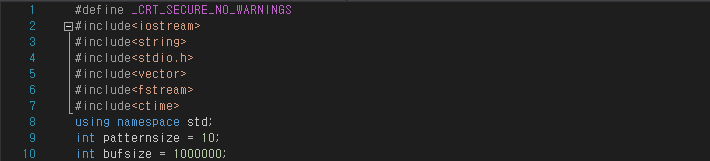 1 #define _CRT_SECURE_NO_WARNINGS
2 #include<iostream>
3 #include<string>
4 #include<stdio.h>
5 #include<vector>
6 #include<fstream>
7 #include<ctime>
8 using namespace std;
9 int patternsize = 10;
10 int bufsize = 1000000;